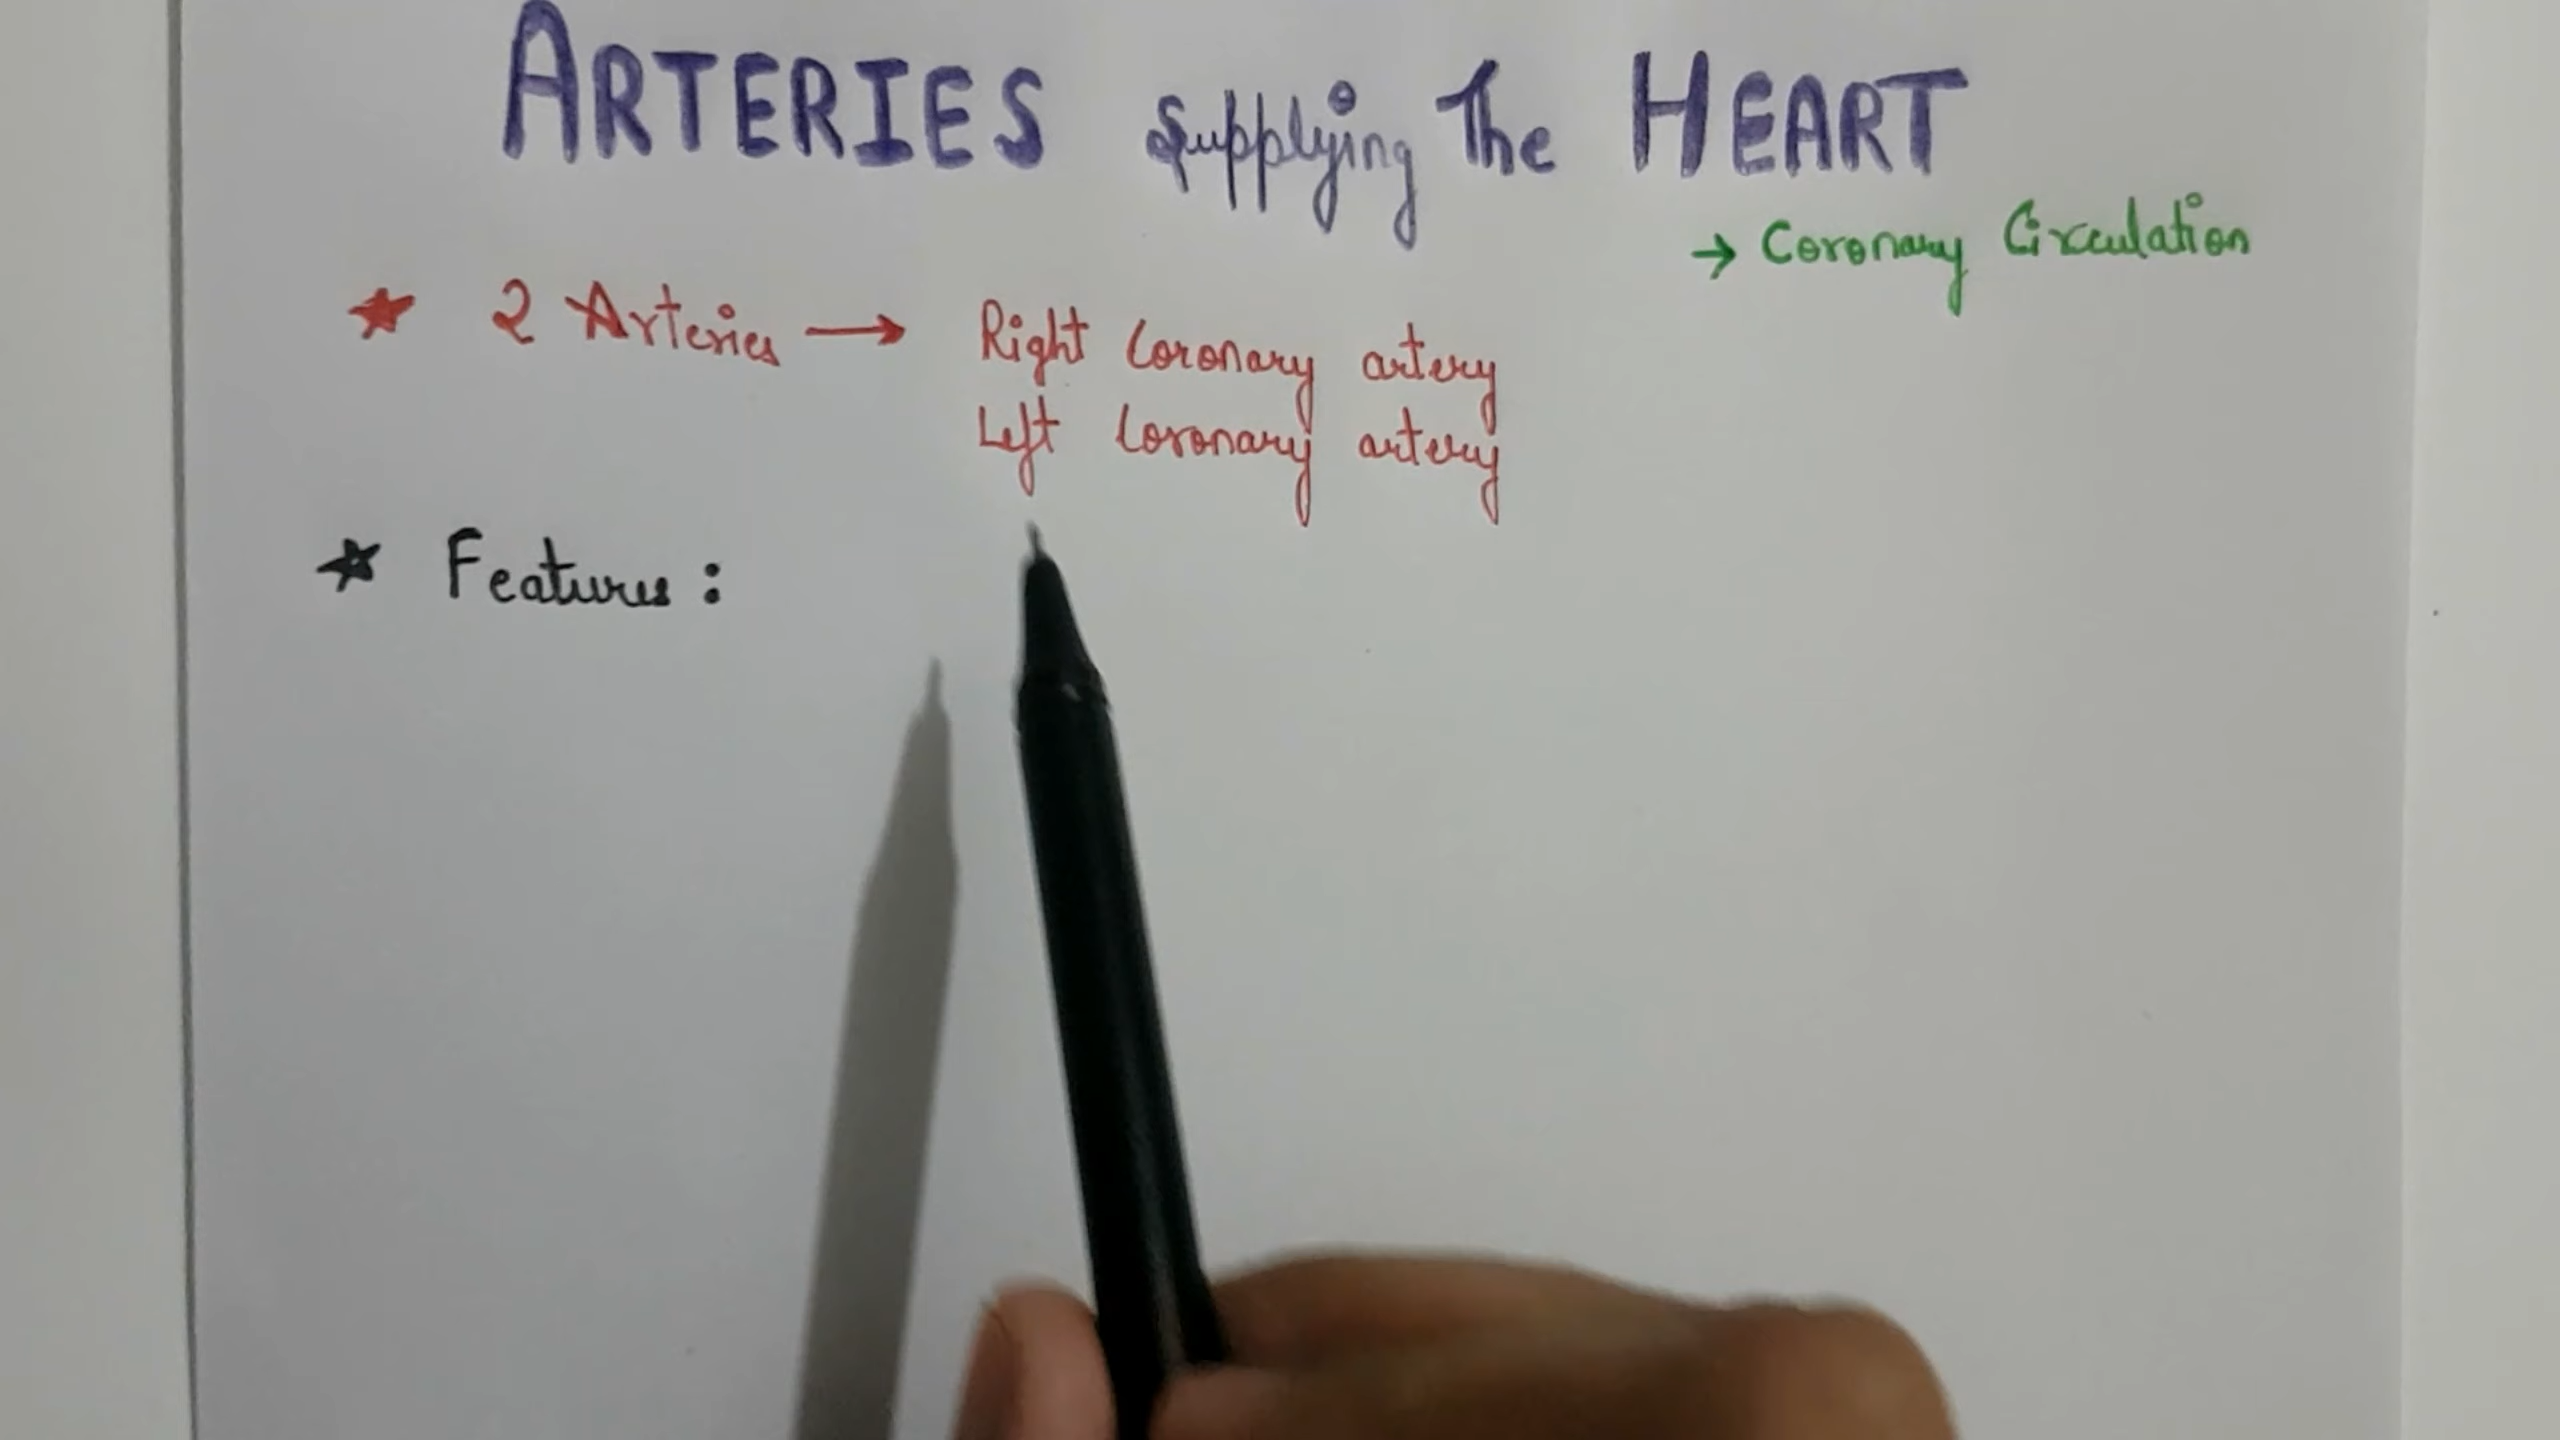 ARTERIES Supplying The HEART
→ Coronary Circulation
★ 2 Arteries → Right Coronary artery
Left Coronary artery
★ Features :